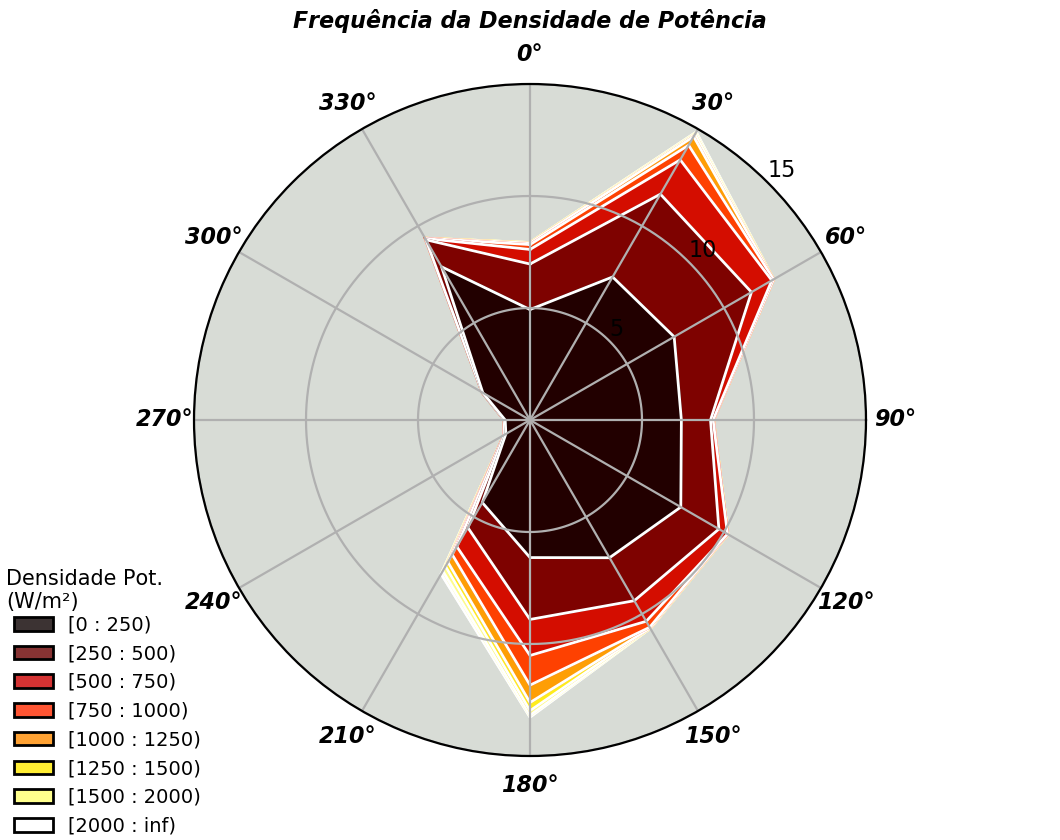 Frequência da Densidade de Potência
0°
330°
30°
15
300°
60°
10
5
270°
90°
240°
120°
210°
150°
180°
Densidade Pot.
(W/m²)
[0 : 250)
[250 : 500)
[500 : 750)
[750 : 1000)
[1000 : 1250)
[1250 : 1500)
[1500 : 2000)
[2000 : inf)